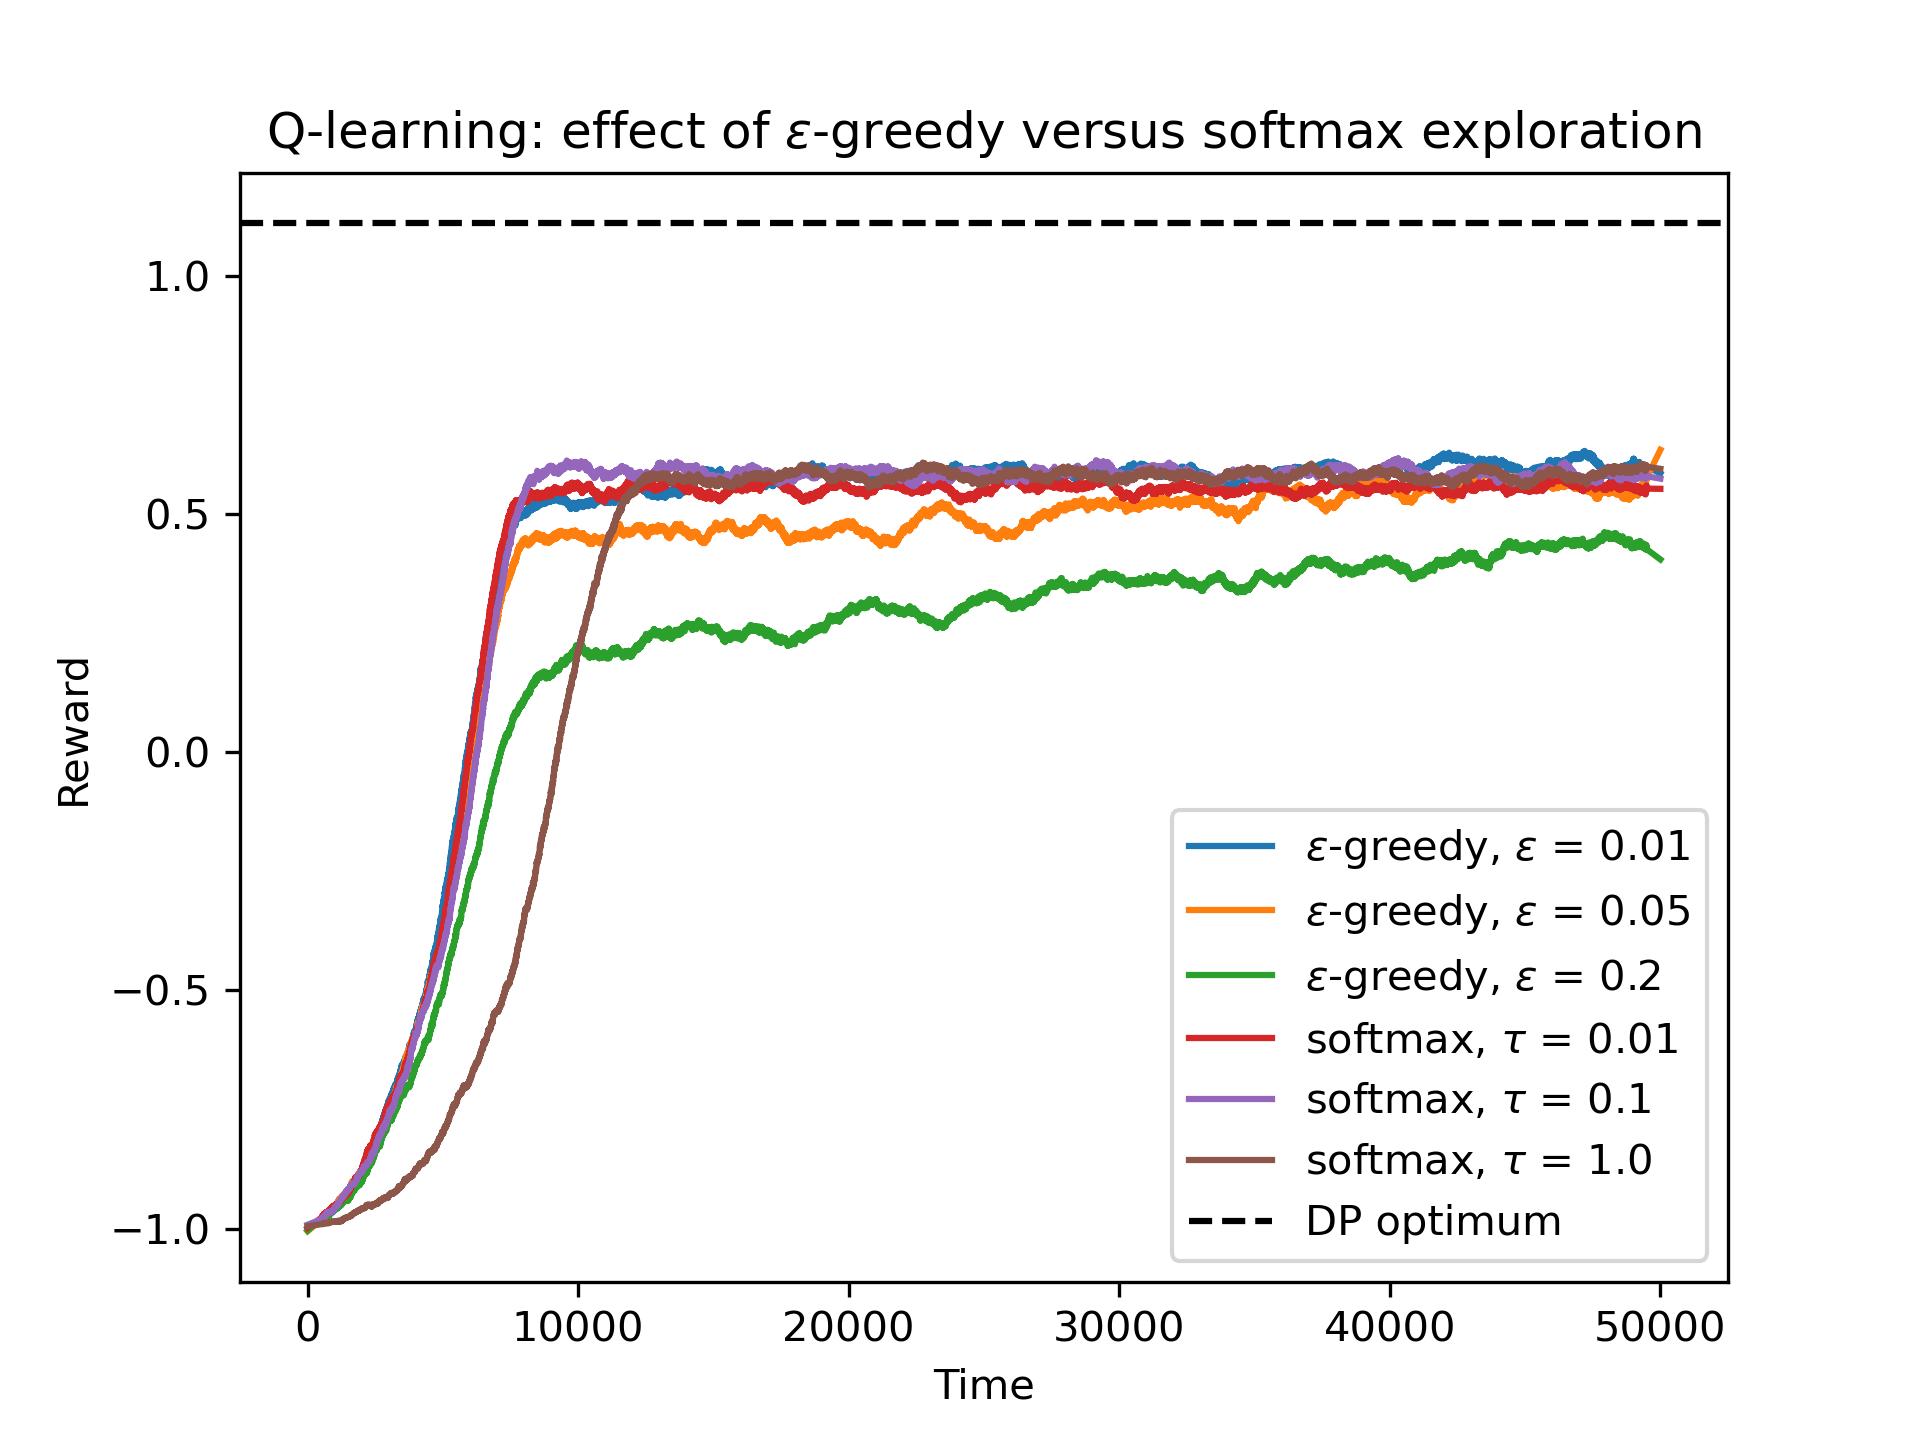 Q-learning: effect of ε-greedy versus softmax exploration
Reward
1.0
0.5
0.0
−0.5
−1.0
ε-greedy, ε = 0.01
ε-greedy, ε = 0.05
ε-greedy, ε = 0.2
softmax, τ = 0.01
softmax, τ = 0.1
softmax, τ = 1.0
DP optimum
0 10000 20000 30000 40000 50000
Time